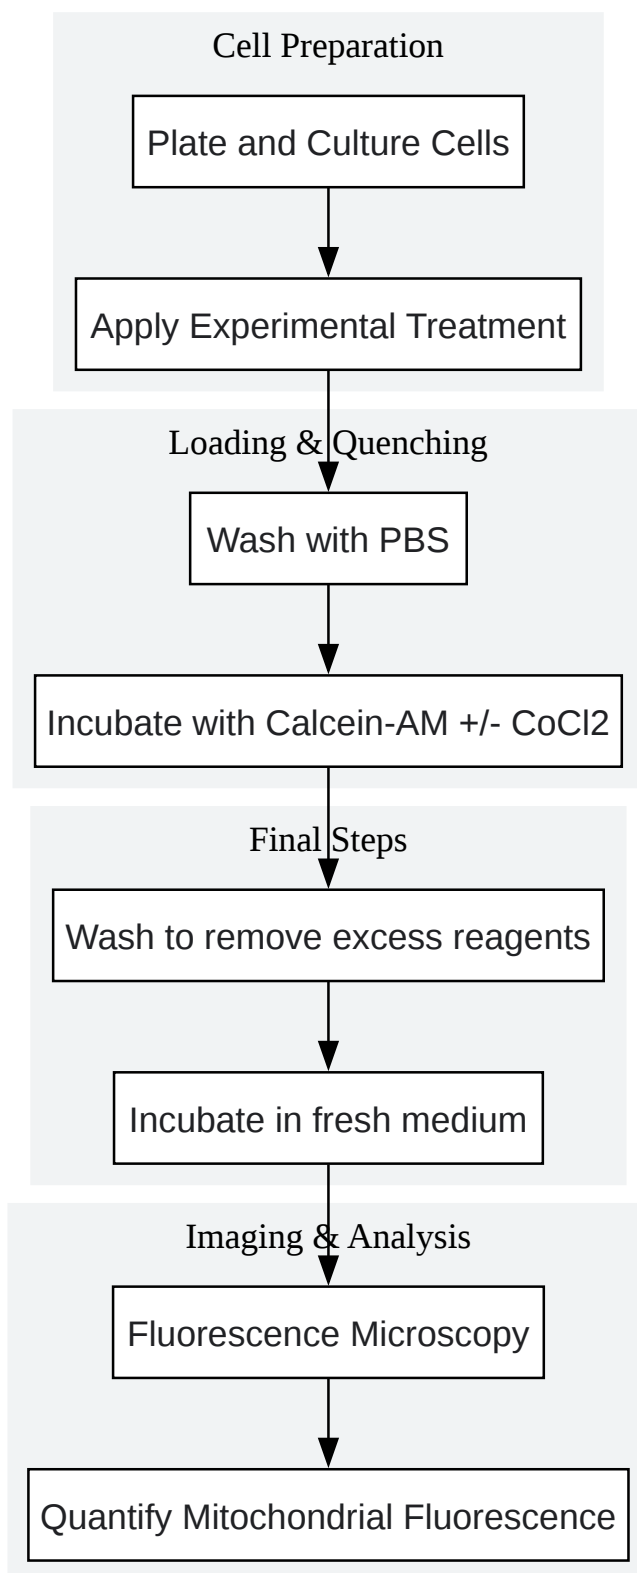 Cell Preparation
Plate and Culture Cells
Apply Experimental Treatment
Loading & Quenching
Wash with PBS
Incubate with Calcein-AM +/- CoCl2
Final Steps
Wash to remove excess reagents
Incubate in fresh medium
Imaging & Analysis
Fluorescence Microscopy
Quantify Mitochondrial Fluorescence